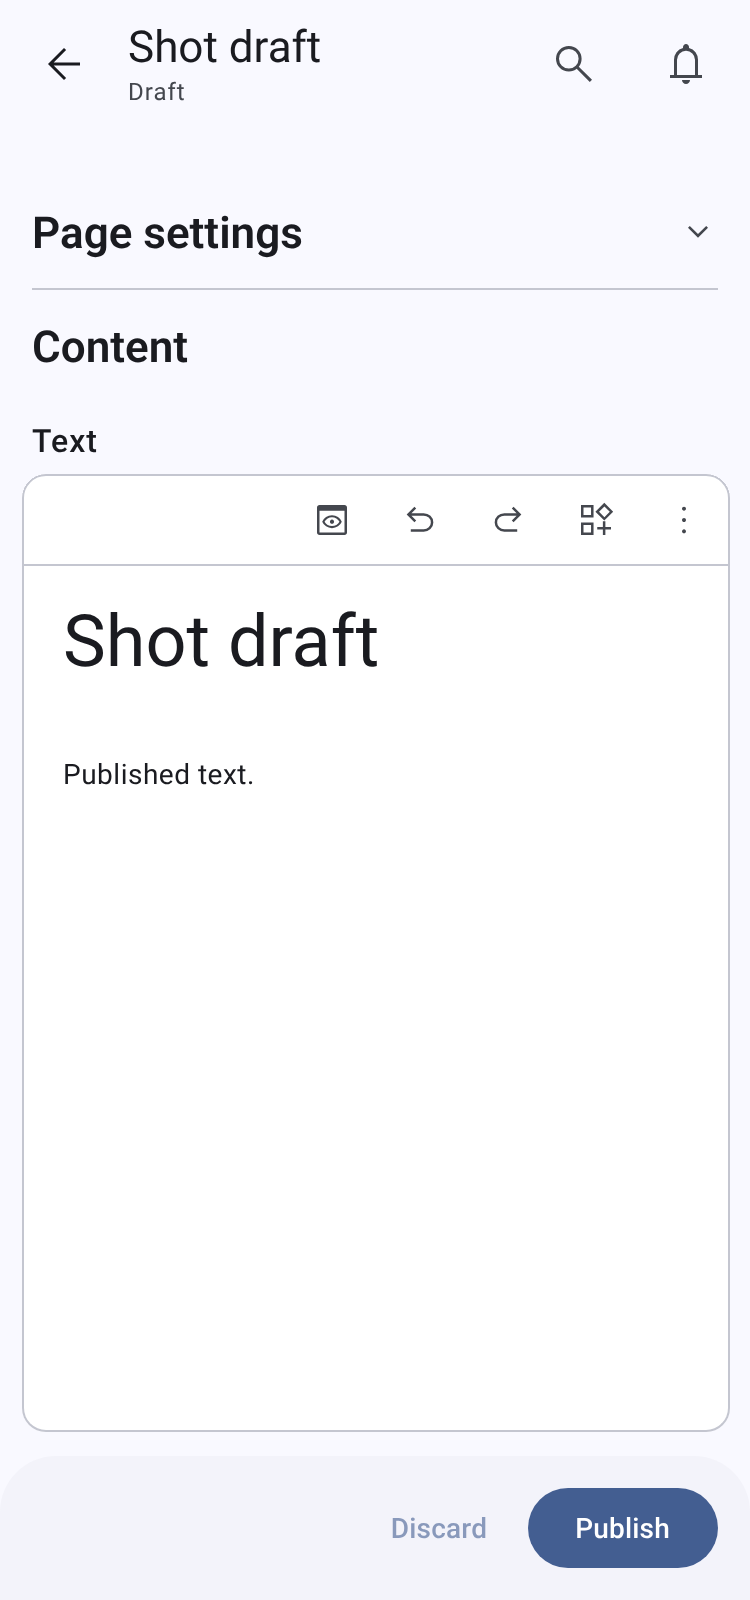 Shot draft
Draft
Page settings
Content
Text
Shot draft
Published text.
Discard
Publish